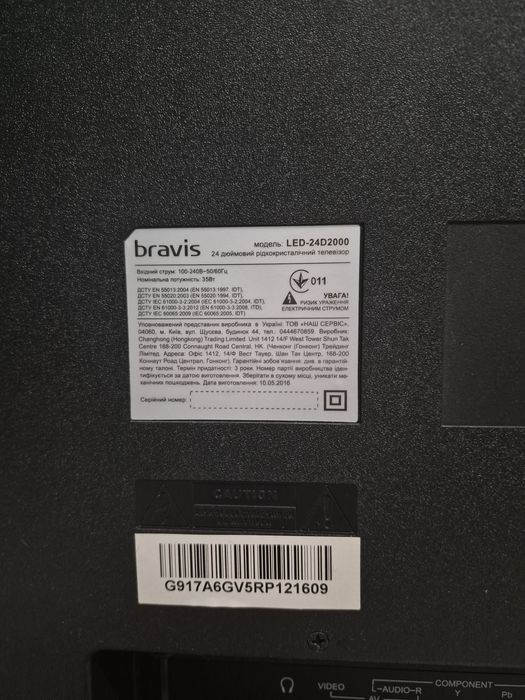 bravis
модель: LED-24D2000
24 дюймовий рідкокристалічний телевізор
Вхідний струм: 100-240В~50/60Гц
Номінальна потужність: 35Вт
ДСТУ EN 55013:2004 (EN 55013:1997, IDT),
ДСТУ EN 55020:2003 (EN 55020:1994, IDT),
ДСТУ IEC 61000-3-2:2004 (IEC 61000-3-2:2004, IDT),
ДСТУ EN 61000-3-3:2012 (EN 61000-3-3:2008, ITD),
ДСТУ IEC 60065:2009 (IEC 60065:2005, IDT)
011
УВАГА!
РИЗИК УРАЖЕННЯ
ЕЛЕКТРИЧНИМ СТРУМОМ
Уповноважений представник виробника в Україні: ТОВ «НАШ СЕРВІС»,
04060, м. Київ, вул. Щусєва, будинок 44, тел.: 0444670859. Виробник:
Changhong (Hongkong) Trading Limited. Unit 1412 14/F West Tower Shun Tak
Centre 168-200 Connaught Road Central, HK. (Ченхонг (Гонконг) Трейдінг
Лімітед. Адреса: Офіс 1412, 14/Ф Вест Тауер, Шан Так Центр, 168-200
Коннаут Роад Централ, Гонконг). Гарантійні зобов'язання: див. в гарантій-
ному талоні. Термін придатності: 3 роки. Номер партії виробництва іден-
тифікується за датою виготовлення. Зберігати в сухому місці, уникати ме-
ханічних пошкоджень. Дата виготовлення: 10.05.2016
Серійний номер:
CAUTION
G917A6GV5RP121609
VIDEO
L-AUDIO-R
AV
COMPONENT
Y
Pb